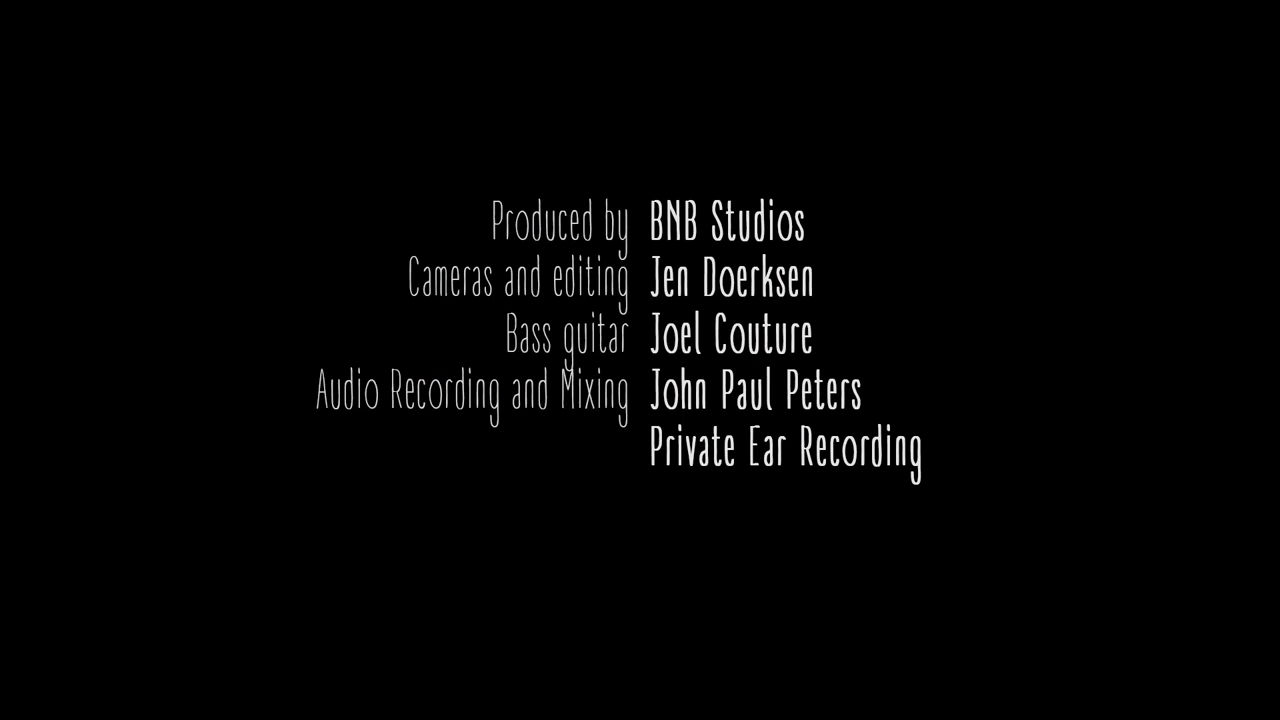 Produced by BNB Studios
Cameras and editing Jen Doerksen
Bass guitar Joel Couture
Audio Recording and Mixing John Paul Peters
Private Ear Recording